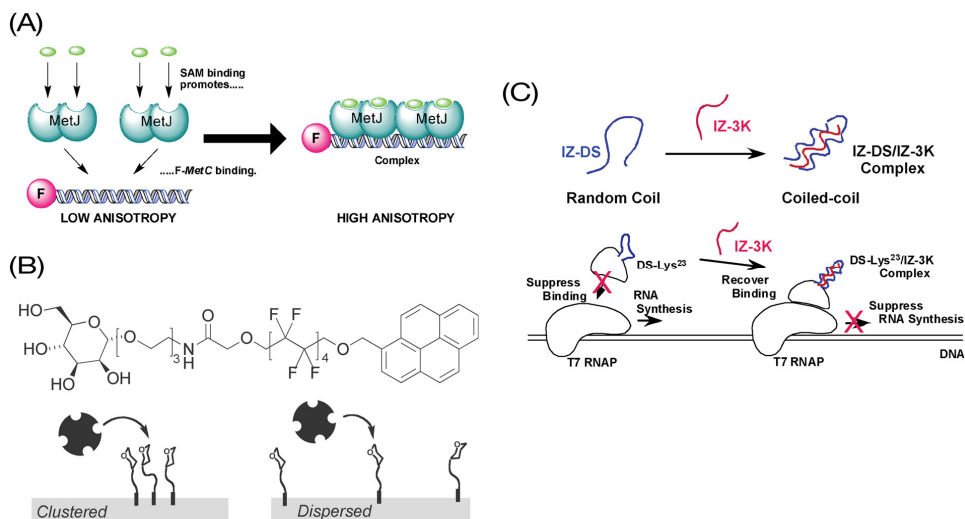 (A)
SAM binding
promotes.....
MetJ
MetJ
MetJ
MetJ
F
Complex
.....F-MetC binding.
F
LOW ANISOTROPY
HIGH ANISOTROPY
(B)
HO
HO
HO
OH
OH
O
O
3
N
H
O
O
F F
F F
4
O
Clustered
Dispersed
(C)
IZ-3K
IZ-DS
IZ-DS/IZ-3K
Complex
Random Coil
Coiled-coil
IZ-3K
DS-Lys23
DS-Lys23/IZ-3K
Complex
Suppress
Binding
RNA
Synthesis
Recover
Binding
Suppress
RNA Synthesis
T7 RNAP
T7 RNAP
DNA